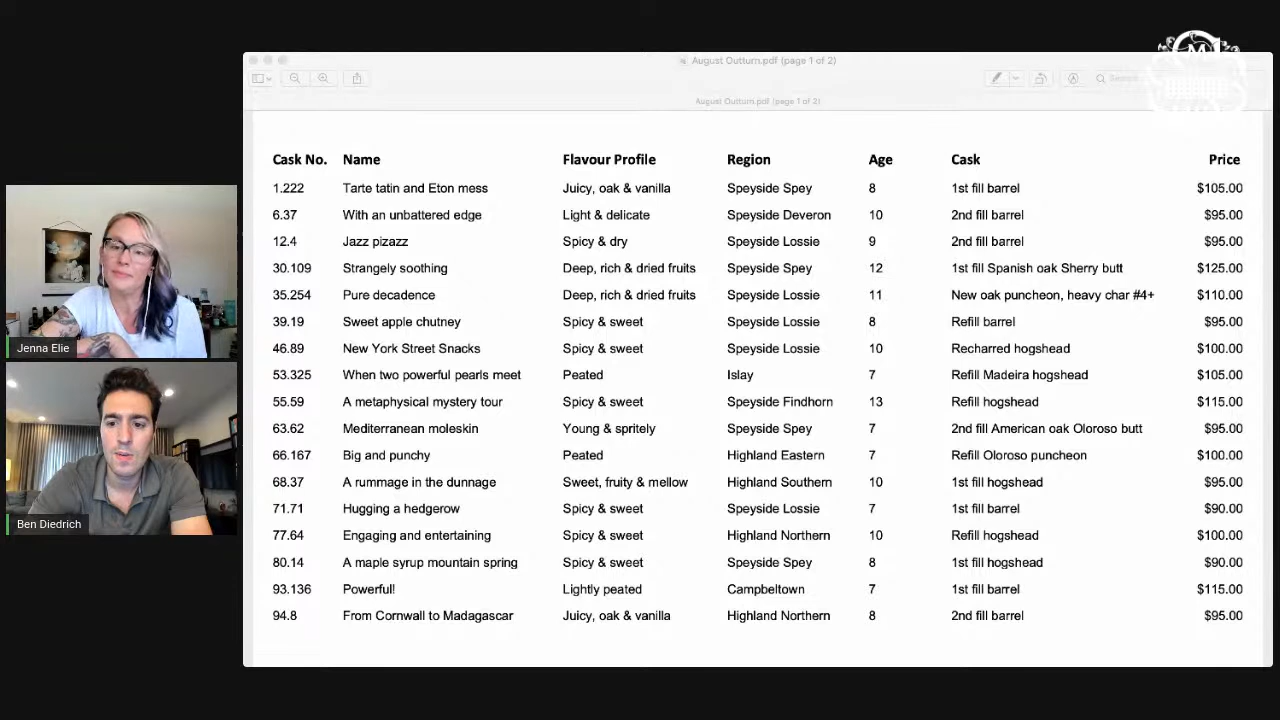 August Outturn.pdf (page 1 of 2)
Search
August Outturn.pdf (page 1 of 2)
Cask No. Name Flavour Profile Region Age Cask Price
1.222 Tarte tatin and Eton mess Juicy, oak & vanilla Speyside Spey 8 1st fill barrel $105.00
6.37 With an unbattered edge Light & delicate Speyside Deveron 10 2nd fill barrel $95.00
12.4 Jazz pizazz Spicy & dry Speyside Lossie 9 2nd fill barrel $95.00
30.109 Strangely soothing Deep, rich & dried fruits Speyside Spey 12 1st fill Spanish oak Sherry butt $125.00
35.254 Pure decadence Deep, rich & dried fruits Speyside Lossie 11 New oak puncheon, heavy char #4+ $110.00
39.19 Sweet apple chutney Spicy & sweet Speyside Lossie 8 Refill barrel $95.00
46.89 New York Street Snacks Spicy & sweet Speyside Lossie 10 Recharred hogshead $100.00
53.325 When two powerful pearls meet Peated Islay 7 Refill Madeira hogshead $105.00
55.59 A metaphysical mystery tour Spicy & sweet Speyside Findhorn 13 Refill hogshead $115.00
63.62 Mediterranean moleskin Young & spritely Speyside Spey 7 2nd fill American oak Oloroso butt $95.00
66.167 Big and punchy Peated Highland Eastern 7 Refill Oloroso puncheon $100.00
68.37 A rummage in the dunnage Sweet, fruity & mellow Highland Southern 10 1st fill hogshead $95.00
71.71 Hugging a hedgerow Spicy & sweet Speyside Lossie 7 1st fill barrel $90.00
77.64 Engaging and entertaining Spicy & sweet Highland Northern 10 Refill hogshead $100.00
80.14 A maple syrup mountain spring Spicy & sweet Speyside Spey 8 1st fill hogshead $90.00
93.136 Powerful! Lightly peated Campbeltown 7 1st fill barrel $115.00
94.8 From Cornwall to Madagascar Juicy, oak & vanilla Highland Northern 8 2nd fill barrel $95.00
Jenna Elie
Ben Diedrich